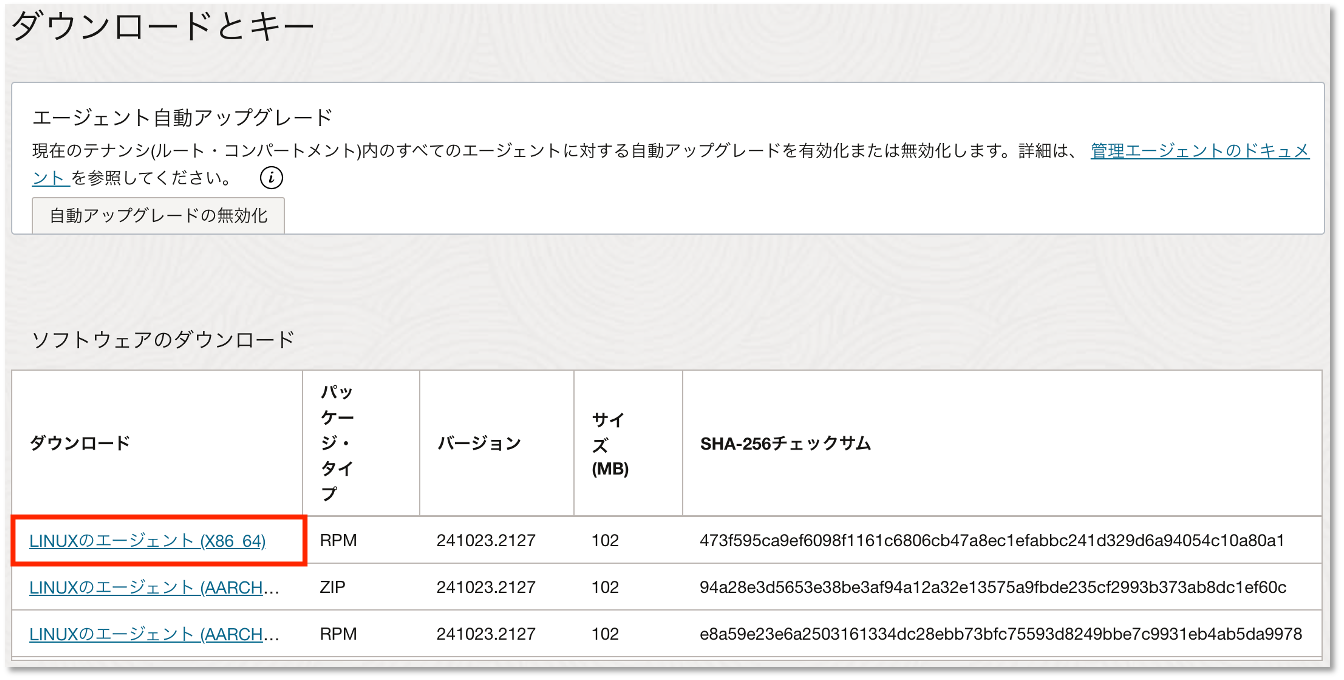 ダウンロードとキー
エージェント自動アップグレード
現在のテナンシ(ルート・コンパートメント)内のすべてのエージェントに対する自動アップグレードを有効化または無効化します。詳細は、 管理エージェントのドキュメ
ント を参照してください。 i
自動アップグレードの無効化
ソフトウェアのダウンロード
ダウンロード
パッ
ケー
ジ・
タイ
プ
バージョン
サイ
ズ
(MB)
SHA-256チェックサム
LINUXのエージェント (X86_64) RPM 241023.2127 102 473f595ca9ef6098f1161c6806cb47a8ec1efabbc241d329d6a94054c10a80a1
LINUXのエージェント (AARCH... ZIP 241023.2127 102 94a28e3d5653e38be3af94a12a32e13575a9fbde235cf2993b373ab8dc1ef60c
LINUXのエージェント (AARCH... RPM 241023.2127 102 e8a59e23e6a2503161334dc28ebb73bfc75593d8249bbe7c9931eb4ab5da9978